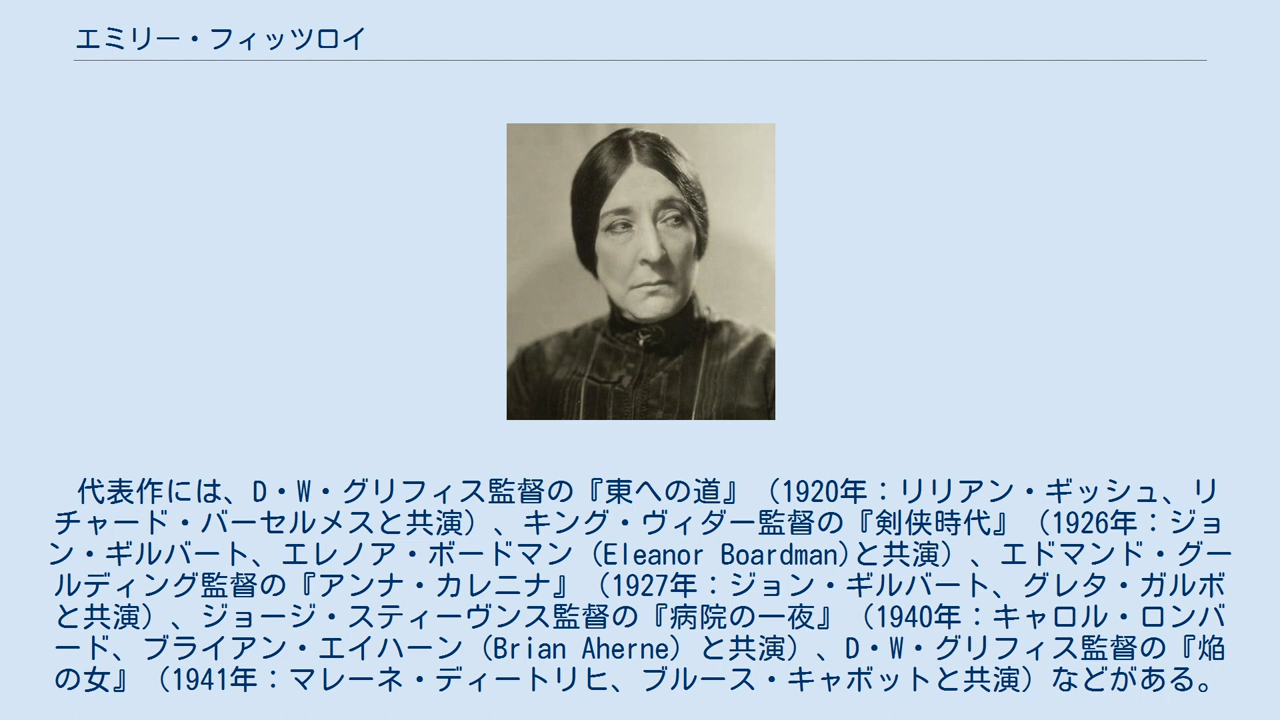 エミリー・フィッツロイ
代表作には、D・W・グリフィス監督の『東への道』（1920年：リリアン・ギッシュ、リ
チャード・バーセルメスと共演）、キング・ヴィダー監督の『剣侠時代』（1926年：ジョ
ン・ギルバート、エレノア・ボードマン（Eleanor Boardman)と共演）、エドマンド・グー
ルディング監督の『アンナ・カレニナ』（1927年：ジョン・ギルバート、グレタ・ガルボ
と共演）、ジョージ・スティーヴンス監督の『病院の一夜』（1940年：キャロル・ロンバ
ード、ブライアン・エイハーン（Brian Aherne）と共演）、D・W・グリフィス監督の『焔
の女』（1941年：マレーネ・ディートリヒ、ブルース・キャボットと共演）などがある。